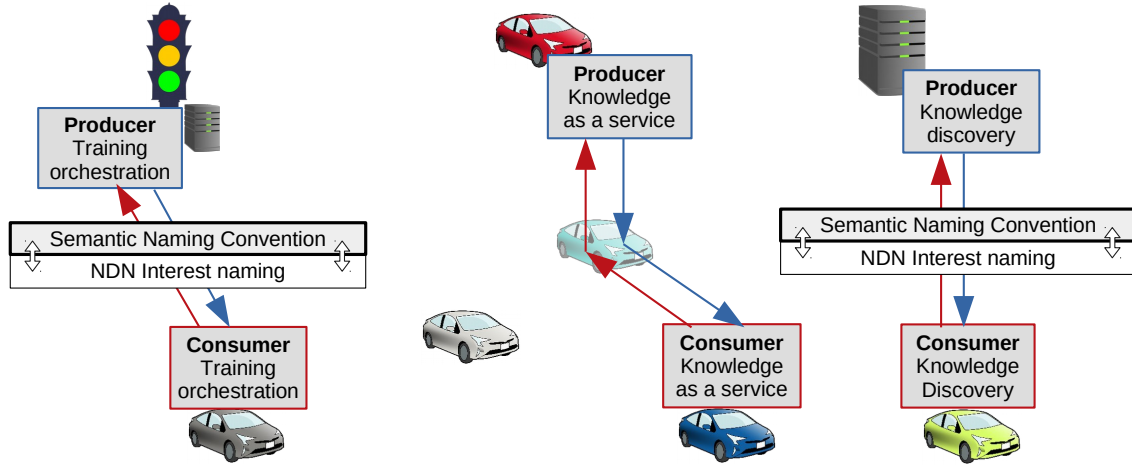 Producer
Training
orchestration
Semantic Naming Convention
NDN Interest naming
Consumer
Training
orchestration
Producer
Knowledge
as a service
Consumer
Knowledge
as a service
Producer
Knowledge
discovery
Semantic Naming Convention
NDN Interest naming
Consumer
Knowledge
Discovery